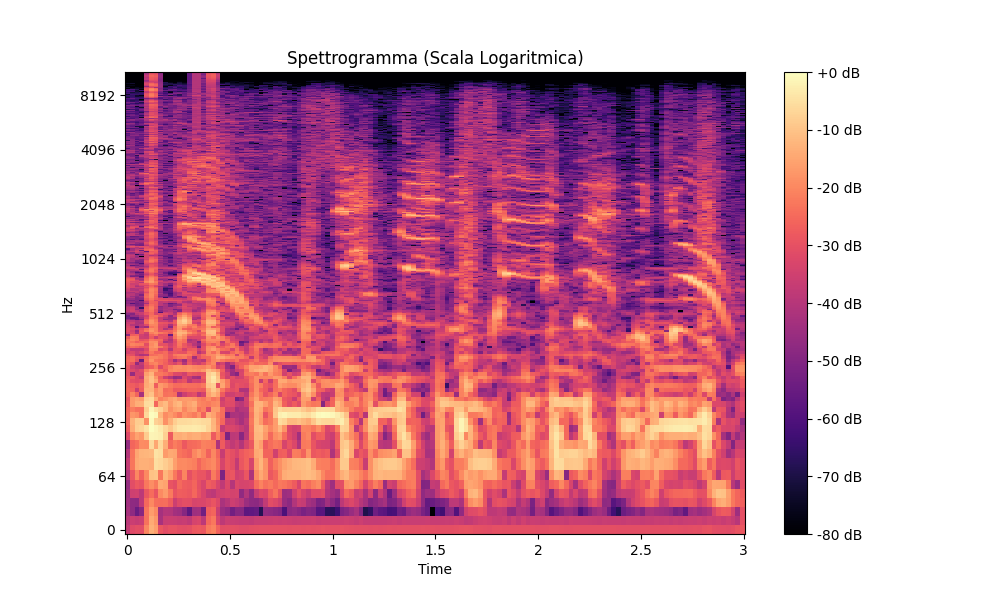 Spettrogramma (Scala Logaritmica)
Hz
8192
4096
2048
1024
512
256
128
64
0
0 0.5 1 1.5 2 2.5 3
Time
+0 dB
-10 dB
-20 dB
-30 dB
-40 dB
-50 dB
-60 dB
-70 dB
-80 dB